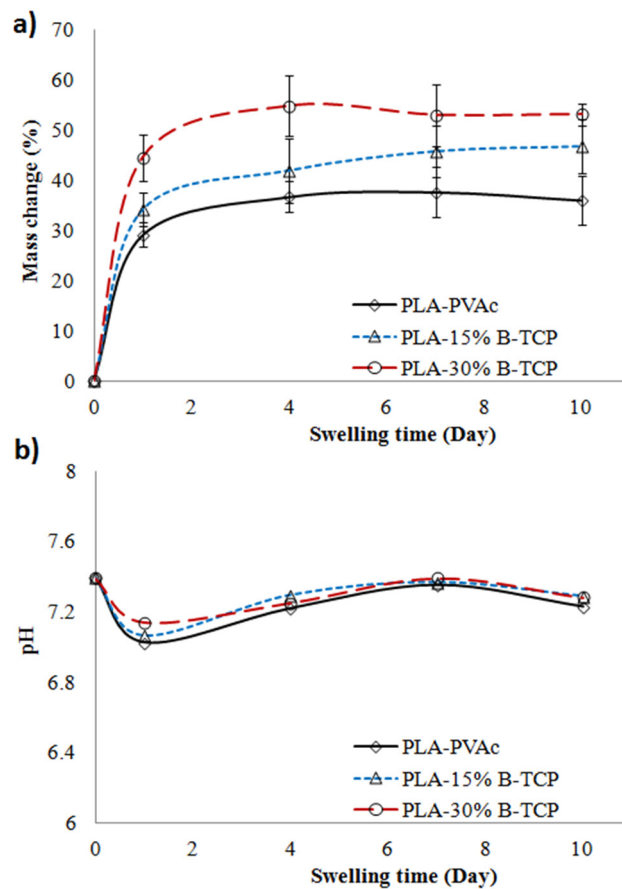 a)
70
60
50
40
30
20
10
0
Mass change (%)
PLA-PVAc
PLA-15% B-TCP
PLA-30% B-TCP
0 2 4 6 8 10
Swelling time (Day)
b)
8
7.6
7.2
6.8
6.4
6
pH
PLA-PVAc
PLA-15% B-TCP
PLA-30% B-TCP
0 2 4 6 8 10
Swelling time (Day)